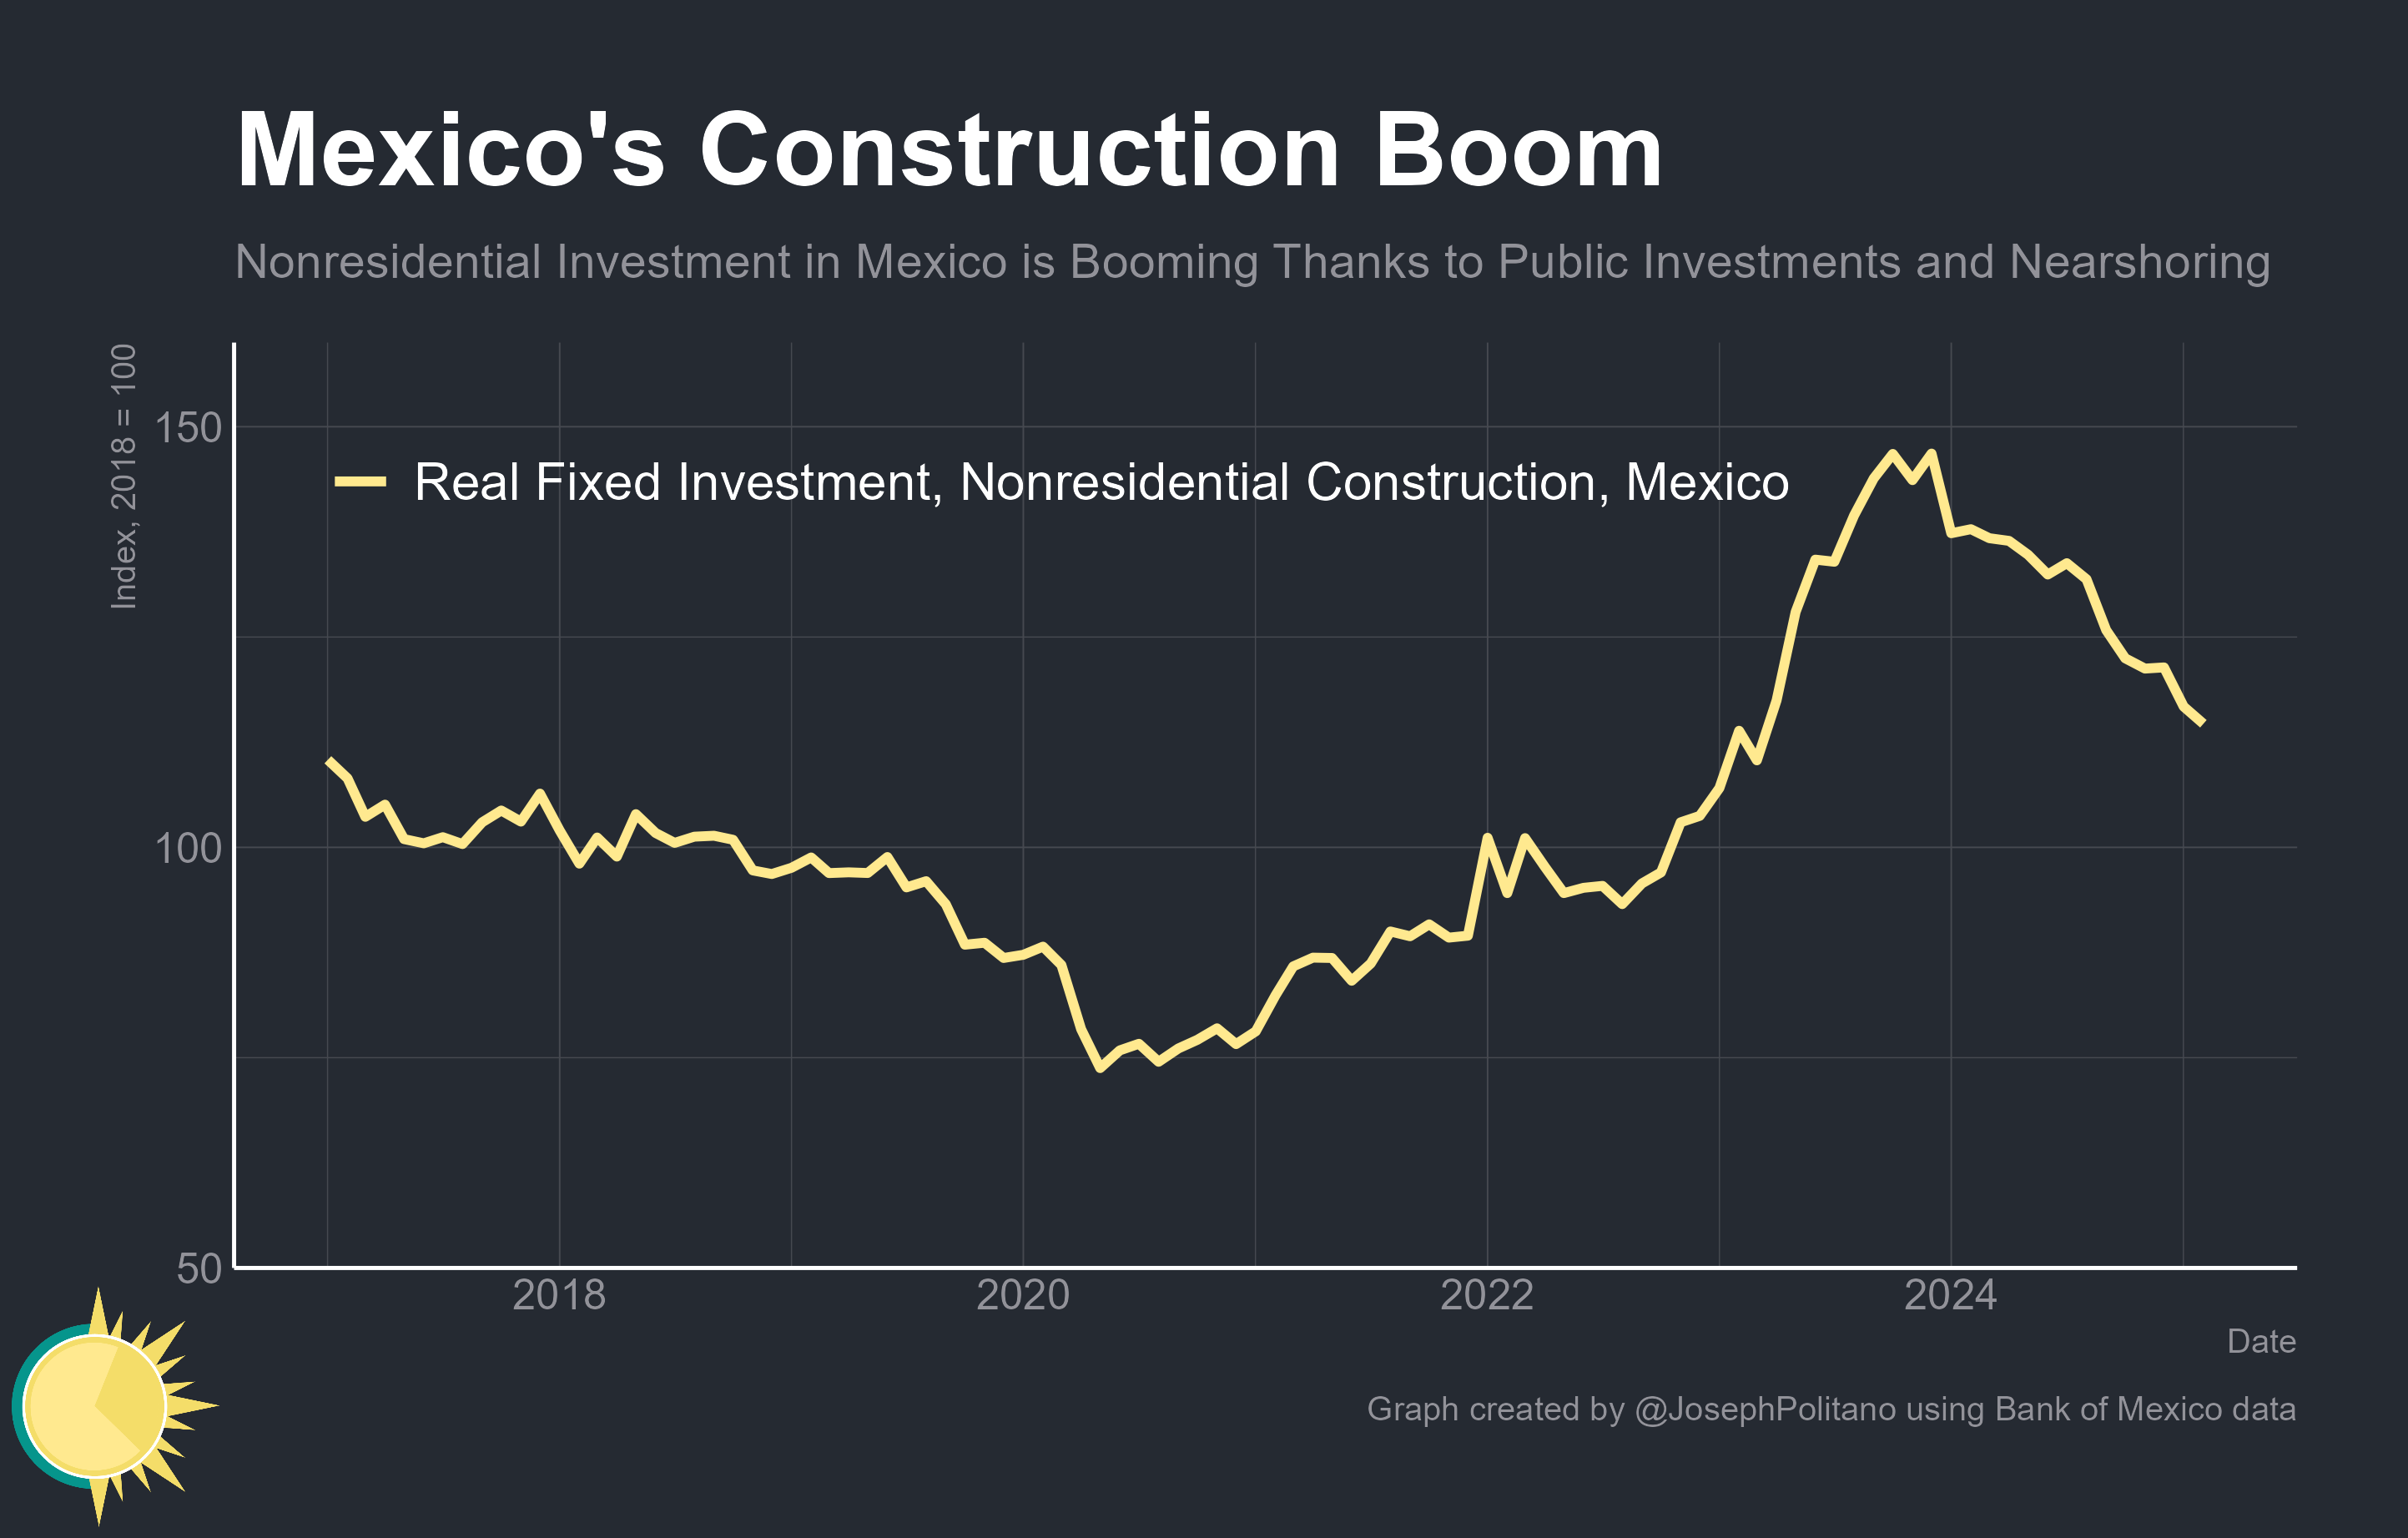 Mexico's Construction Boom
Nonresidential Investment in Mexico is Booming Thanks to Public Investments and Nearshoring
Index, 2018 = 100
150
Real Fixed Investment, Nonresidential Construction, Mexico
100
50
2018 2020 2022 2024
Date
Graph created by @JosephPolitano using Bank of Mexico data